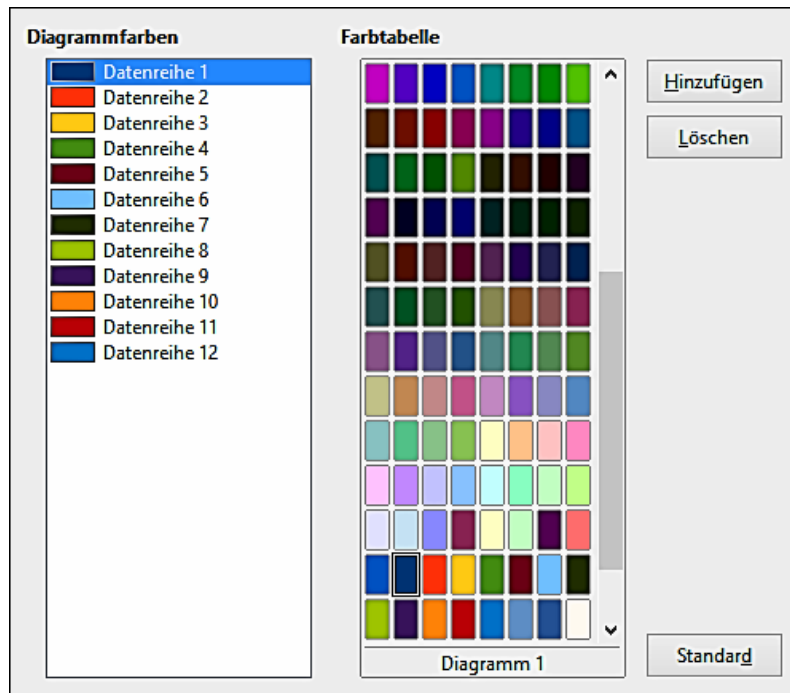 Diagrammfarben
Farbtabelle
Datenreihe 1
Datenreihe 2
Datenreihe 3
Datenreihe 4
Datenreihe 5
Datenreihe 6
Datenreihe 7
Datenreihe 8
Datenreihe 9
Datenreihe 10
Datenreihe 11
Datenreihe 12
Diagramm 1
Hinzufügen
Löschen
Standard